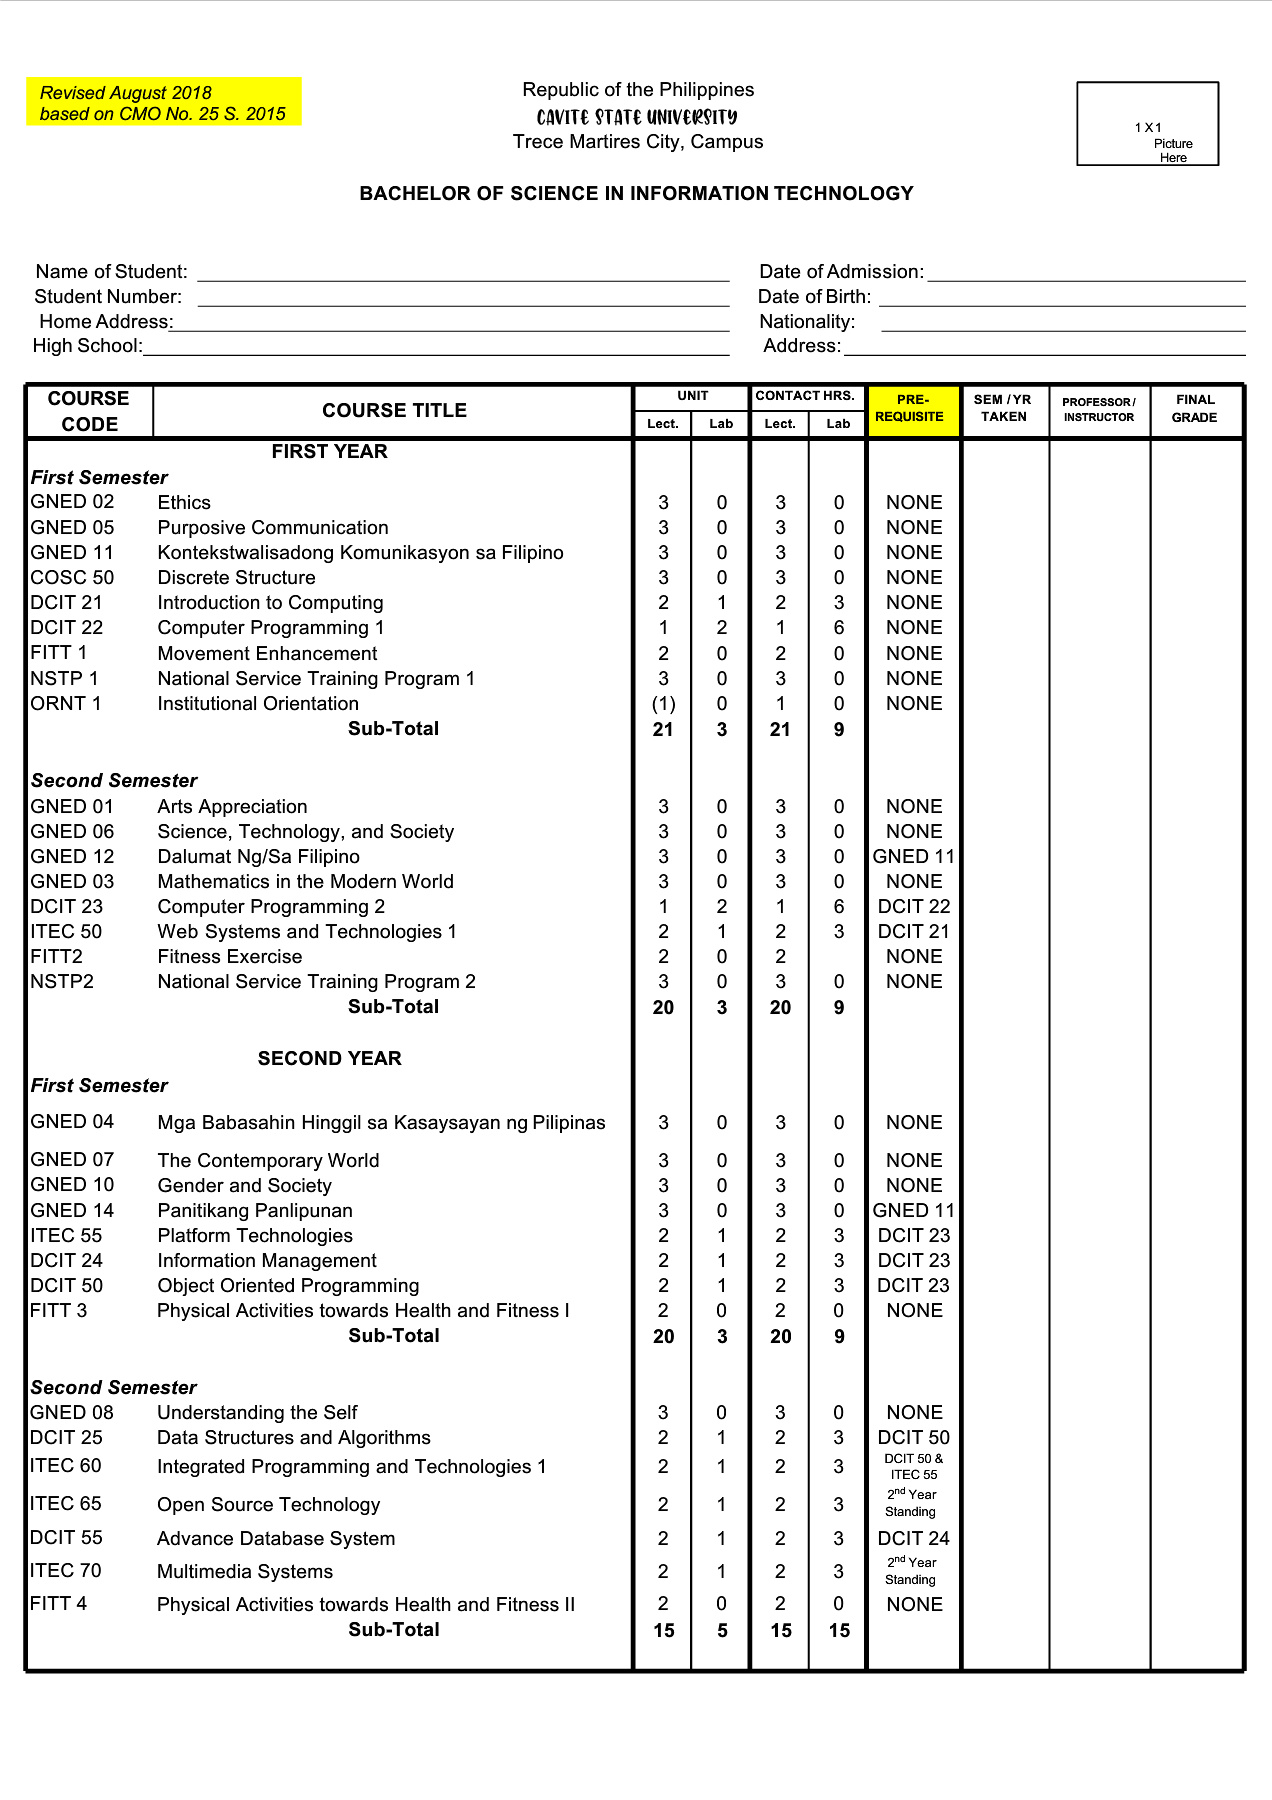 Revised August 2018
based on CMO No. 25 S. 2015
Republic of the Philippines
CAVITE STATE UNIVERSITY
Trece Martires City, Campus
1 X 1
Picture
Here
BACHELOR OF SCIENCE IN INFORMATION TECHNOLOGY
Name of Student: Date of Admission:
Student Number: Date of Birth:
Home Address: Nationality:
High School: Address:
COURSE CODE COURSE TITLE UNIT CONTACT HRS. PRE-REQUISITE SEM / YR TAKEN PROFESSOR / INSTRUCTOR FINAL GRADE
Lect. Lab Lect. Lab
FIRST YEAR
First Semester
GNED 02 Ethics 3 0 3 0 NONE
GNED 05 Purposive Communication 3 0 3 0 NONE
GNED 11 Kontekstwalisadong Komunikasyon sa Filipino 3 0 3 0 NONE
COSC 50 Discrete Structure 3 0 3 0 NONE
DCIT 21 Introduction to Computing 2 1 2 3 NONE
DCIT 22 Computer Programming 1 1 2 1 6 NONE
FITT 1 Movement Enhancement 2 0 2 0 NONE
NSTP 1 National Service Training Program 1 3 0 3 0 NONE
ORNT 1 Institutional Orientation (1) 0 1 0 NONE
Sub-Total 21 3 21 9
Second Semester
GNED 01 Arts Appreciation 3 0 3 0 NONE
GNED 06 Science, Technology, and Society 3 0 3 0 NONE
GNED 12 Dalumat Ng/Sa Filipino 3 0 3 0 GNED 11
GNED 03 Mathematics in the Modern World 3 0 3 0 NONE
DCIT 23 Computer Programming 2 1 2 1 6 DCIT 22
ITEC 50 Web Systems and Technologies 1 2 1 2 3 DCIT 21
FITT2 Fitness Exercise 2 0 2 NONE
NSTP2 National Service Training Program 2 3 0 3 0 NONE
Sub-Total 20 3 20 9
SECOND YEAR
First Semester
GNED 04 Mga Babasahin Hinggil sa Kasaysayan ng Pilipinas 3 0 3 0 NONE
GNED 07 The Contemporary World 3 0 3 0 NONE
GNED 10 Gender and Society 3 0 3 0 NONE
GNED 14 Panitikang Panlipunan 3 0 3 0 GNED 11
ITEC 55 Platform Technologies 2 1 2 3 DCIT 23
DCIT 24 Information Management 2 1 2 3 DCIT 23
DCIT 50 Object Oriented Programming 2 1 2 3 DCIT 23
FITT 3 Physical Activities towards Health and Fitness I 2 0 2 0 NONE
Sub-Total 20 3 20 9
Second Semester
GNED 08 Understanding the Self 3 0 3 0 NONE
DCIT 25 Data Structures and Algorithms 2 1 2 3 DCIT 50
ITEC 60 Integrated Programming and Technologies 1 2 1 2 3 DCIT 50 & ITEC 55
ITEC 65 Open Source Technology 2 1 2 3 2nd Year Standing
DCIT 55 Advance Database System 2 1 2 3 DCIT 24
ITEC 70 Multimedia Systems 2 1 2 3 2nd Year Standing
FITT 4 Physical Activities towards Health and Fitness II 2 0 2 0 NONE
Sub-Total 15 5 15 15